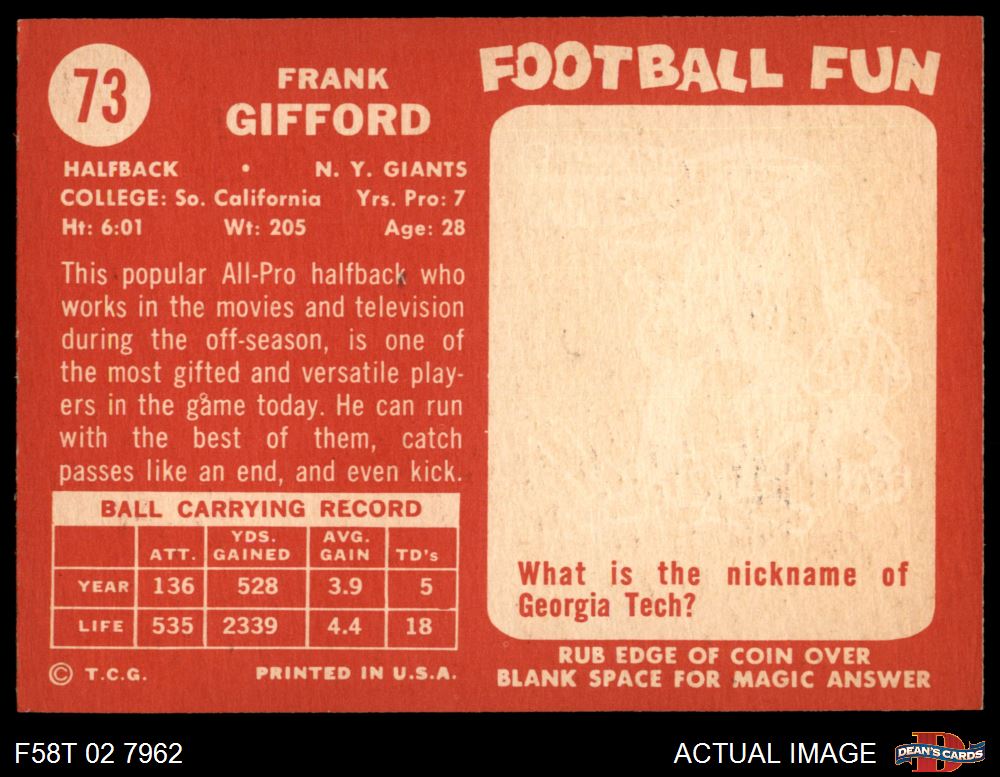 73
FRANK
GIFFORD
HALFBACK • N. Y. GIANTS
COLLEGE: So. California Yrs. Pro: 7
Ht: 6:01 Wt: 205 Age: 28
This popular All-Pro halfback who
works in the movies and television
during the off-season, is one of
the most gifted and versatile play-
ers in the game today. He can run
with the best of them, catch
passes like an end, and even kick.
BALL CARRYING RECORD
ATT. YDS. GAINED AVG. GAIN TD's
YEAR 136 528 3.9 5
LIFE 535 2339 4.4 18
© T.C.G. PRINTED IN U.S.A.
FOOTBALL FUN
What is the nickname of
Georgia Tech?
RUB EDGE OF COIN OVER
BLANK SPACE FOR MAGIC ANSWER
F58T 02 7962
ACTUAL IMAGE
D
DEAN'S CARDS